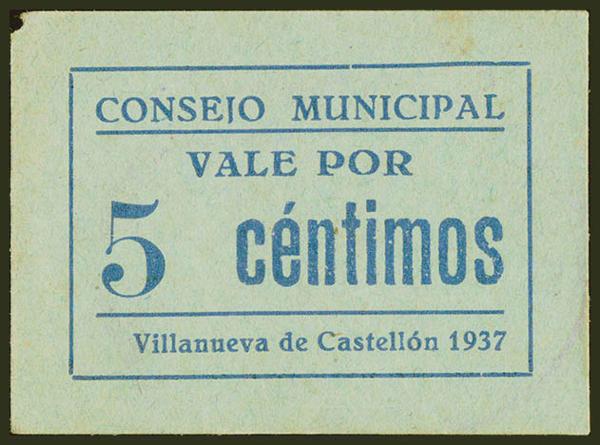 CONSEJO MUNICIPAL
VALE POR
5 céntimos
Villanueva de Castellón 1937